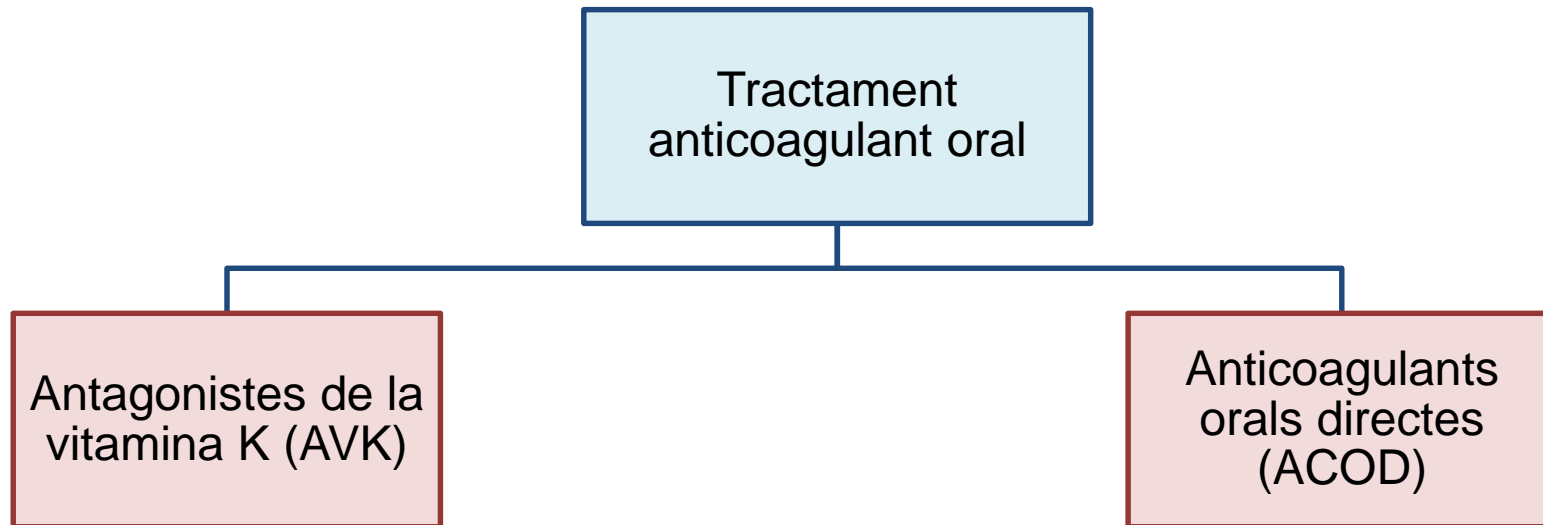 Tractament
anticoagulant oral
Antagonistes de la
vitamina K (AVK)
Anticoagulants
orals directes
(ACOD)